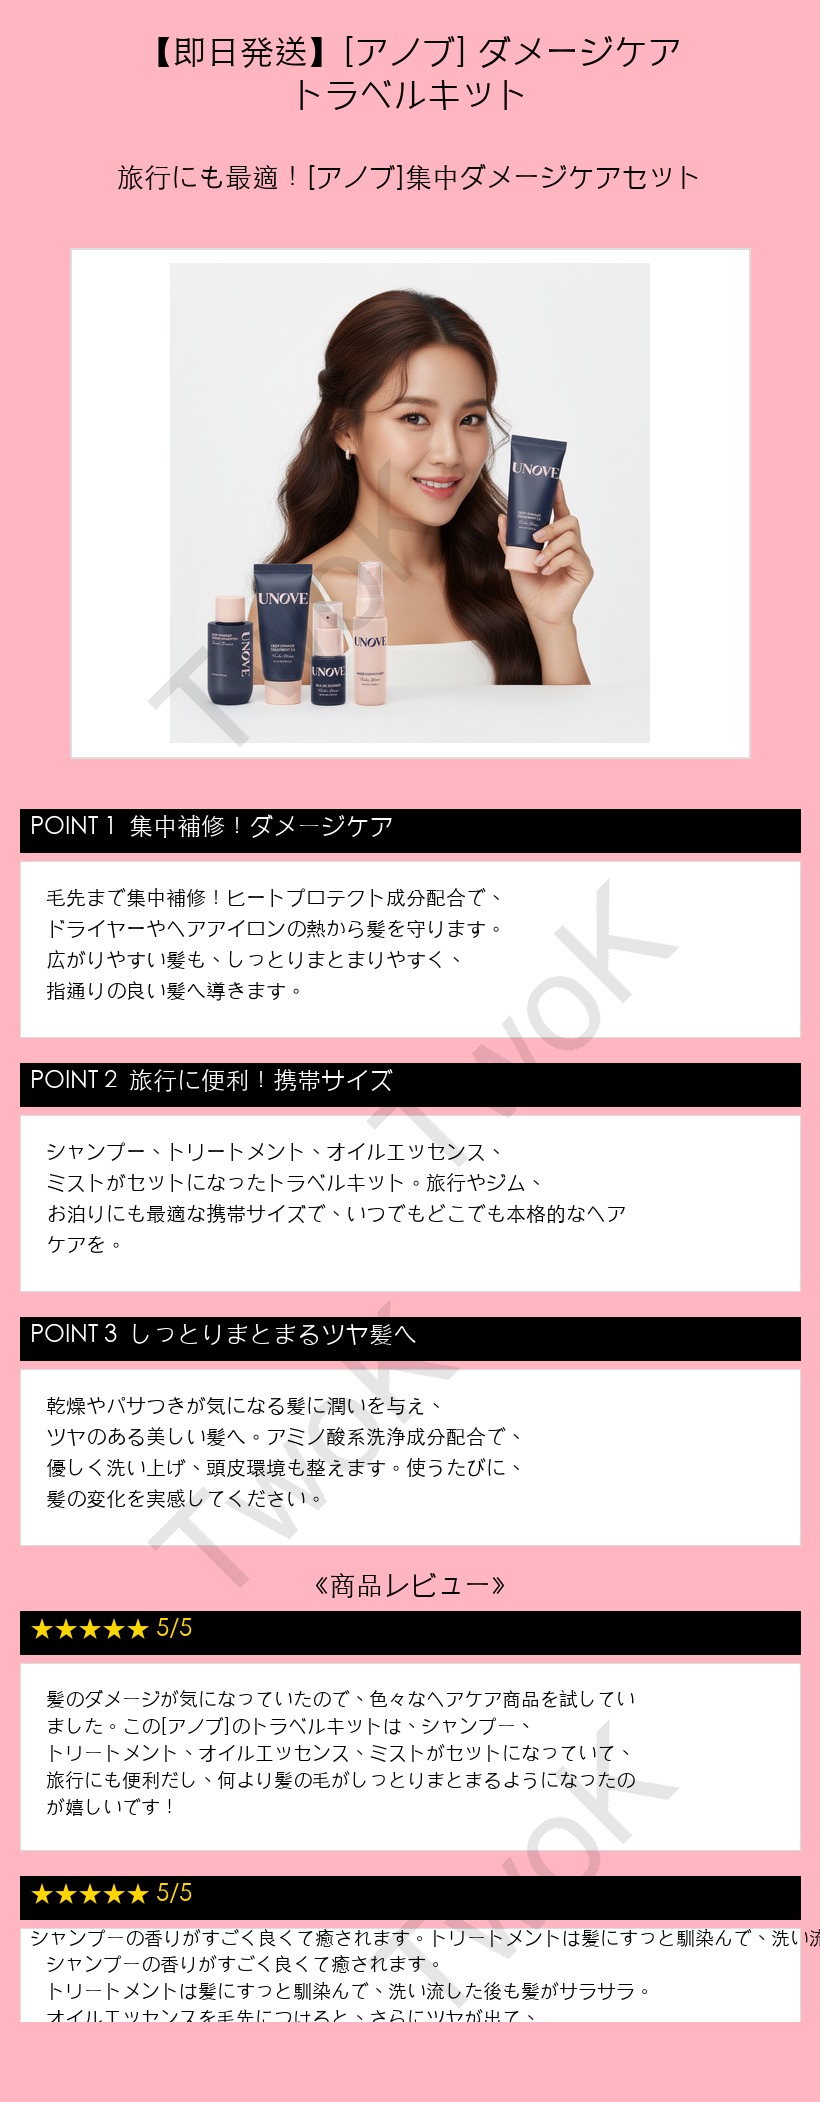 【即日発送】[アノブ] ダメージケア
トラベルキット
旅行にも最適！[アノブ]集中ダメージケアセット
UNOVE
UNOVE
UNOVE
UNOVE
UNOVE
TwoK
POINT 1 集中補修！ダメージケア
毛先まで集中補修！ヒートプロテクト成分配合で、
ドライヤーやヘアアイロンの熱から髪を守ります。
広がりやすい髪も、しっとりまとまりやすく、
指通りの良い髪へ導きます。
TwoK
POINT 2 旅行に便利！携帯サイズ
シャンプー、トリートメント、オイルエッセンス、
ミストがセットになったトラベルキット。旅行やジム、
お泊りにも最適な携帯サイズで、いつでもどこでも本格的なヘア
ケアを。
POINT 3 しっとりまとまるツヤ髪へ
乾燥やパサつきが気になる髪に潤いを与え、
ツヤのある美しい髪へ。アミノ酸系洗浄成分配合で、
優しく洗い上げ、頭皮環境も整えます。使うたびに、
髪の変化を実感してください。
TwoK
《商品レビュー》
★★★★★ 5/5
髪のダメージが気になっていたので、色々なヘアケア商品を試してい
ました。この[アノブ]のトラベルキットは、シャンプー、
トリートメント、オイルエッセンス、ミストがセットになっていて、
旅行にも便利だし、何より髪の毛がしっとりまとまるようになったの
が嬉しいです！
TwoK
★★★★★ 5/5
シャンプーの香りがすごく良くて癒されます。トリートメントは髪にすっと馴染んで、洗い流
シャンプーの香りがすごく良くて癒されます。
トリートメントは髪にすっと馴染んで、洗い流した後も髪がサラサラ。
オイルエッセンスを毛先につけると、さらにツヤが出て、